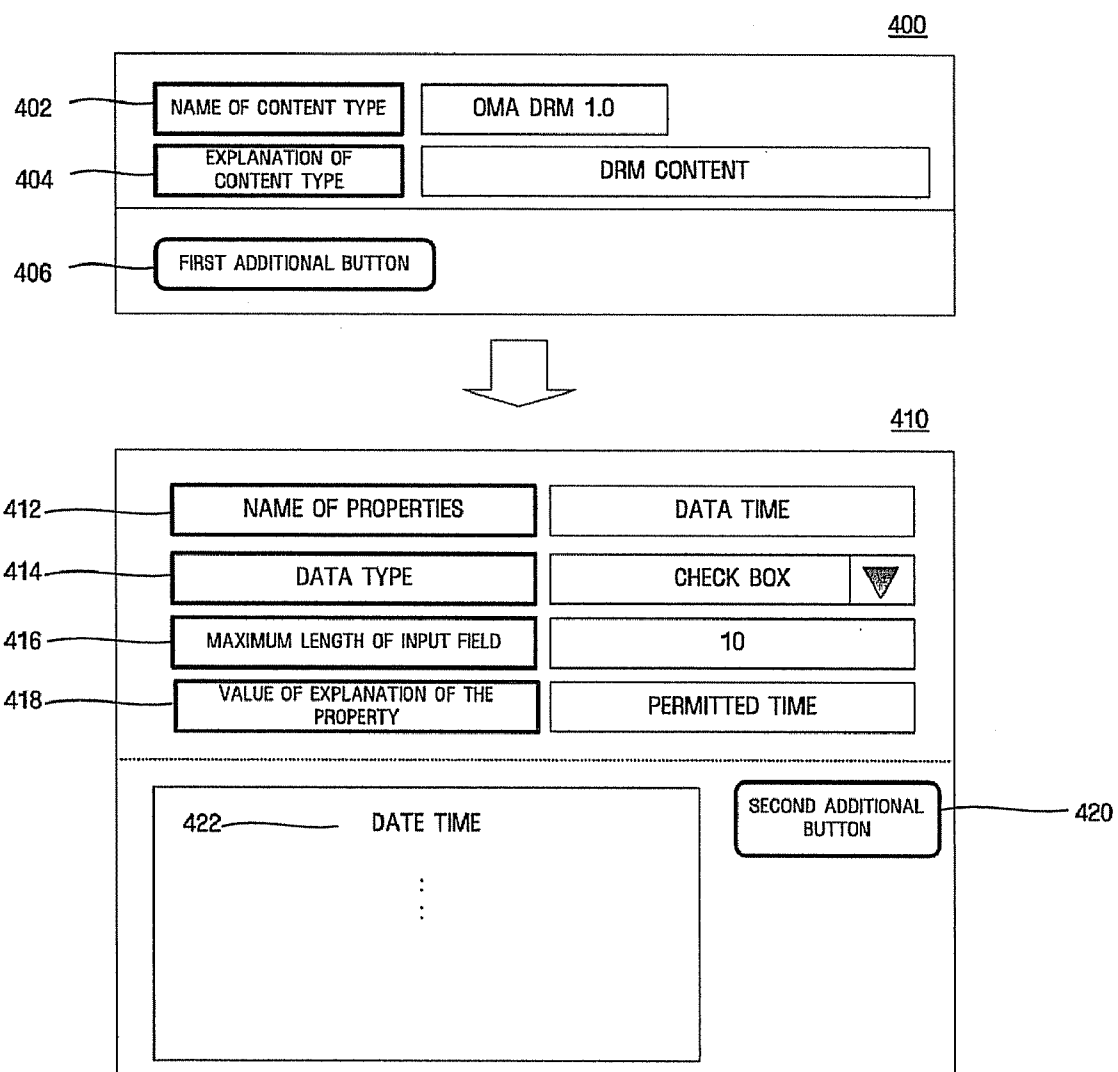 400
402
NAME OF CONTENT TYPE
OMA DRM 1.0
404
EXPLANATION OF
CONTENT TYPE
DRM CONTENT
406
FIRST ADDITIONAL BUTTON
410
412
NAME OF PROPERTIES
DATA TIME
414
DATA TYPE
CHECK BOX
416
MAXIMUM LENGTH OF INPUT FIELD
10
418
VALUE OF EXPLANATION OF THE
PROPERTY
PERMITTED TIME
422
DATE TIME
SECOND ADDITIONAL
BUTTON
420